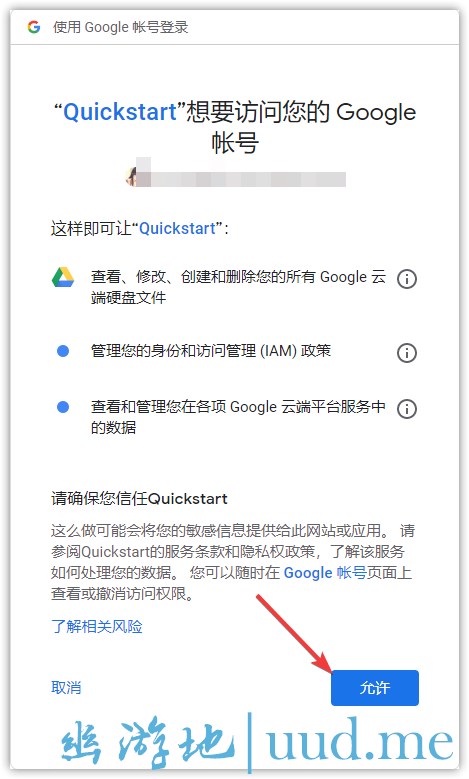 使用 Google 帐号登录
“Quickstart”想要访问您的 Google
帐号
这样即可让“Quickstart”：
查看、修改、创建和删除您的所有 Google 云
端硬盘文件
管理您的身份和访问管理 (IAM) 政策
查看和管理您在各项 Google 云端平台服务中
的数据
请确保您信任Quickstart
这么做可能会将您的敏感信息提供给此网站或应用。 请
参阅Quickstart的服务条款和隐私权政策，了解该服务
如何处理您的数据。 您可以随时在 Google 帐号页面上
查看或撤消访问权限。
了解相关风险
取消
允许
幽游地|uud.me